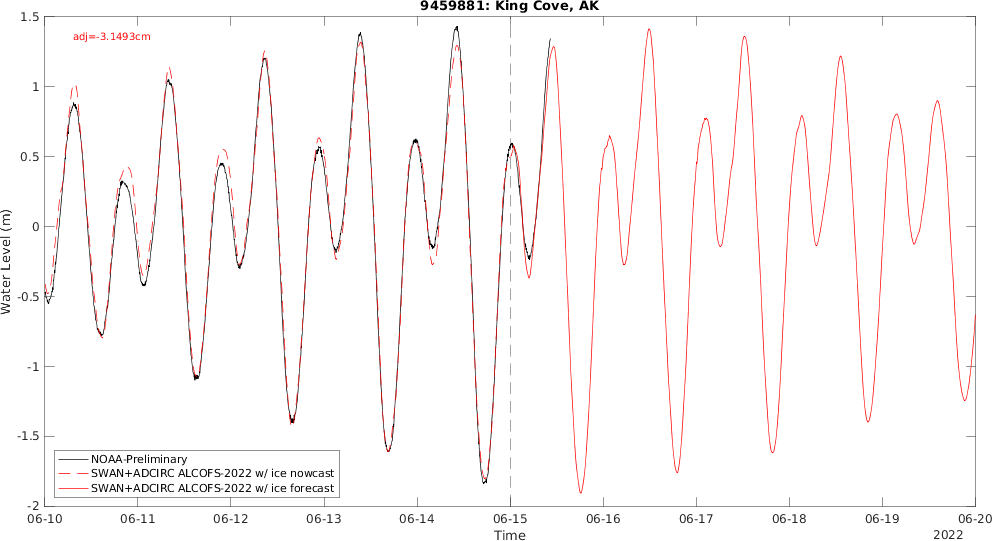 9459881: King Cove, AK
adj=-3.1493cm
1.5
1
0.5
0
-0.5
-1
-1.5
-2
Water Level (m)
NOAA-Preliminary
SWAN+ADCIRC ALCOFS-2022 w/ ice nowcast
SWAN+ADCIRC ALCOFS-2022 w/ ice forecast
06-10 06-11 06-12 06-13 06-14 06-15 06-16 06-17 06-18 06-19 06-20
Time
2022